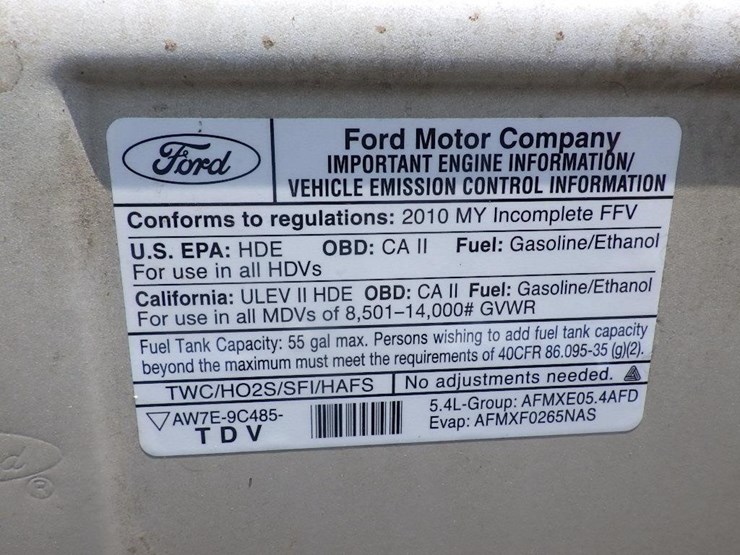 Ford
Ford Motor Company
IMPORTANT ENGINE INFORMATION/
VEHICLE EMISSION CONTROL INFORMATION
Conforms to regulations: 2010 MY Incomplete FFV
U.S. EPA: HDE OBD: CA II Fuel: Gasoline/Ethanol
For use in all HDVs
California: ULEV II HDE OBD: CA II Fuel: Gasoline/Ethanol
For use in all MDVs of 8,501–14,000# GVWR
Fuel Tank Capacity: 55 gal max. Persons wishing to add fuel tank capacity
beyond the maximum must meet the requirements of 40CFR 86.095-35 (g)(2).
TWC/HO2S/SFI/HAFS No adjustments needed.
AW7E-9C485-
TDV
5.4L-Group: AFMXE05.4AFD
Evap: AFMXF0265NAS
®